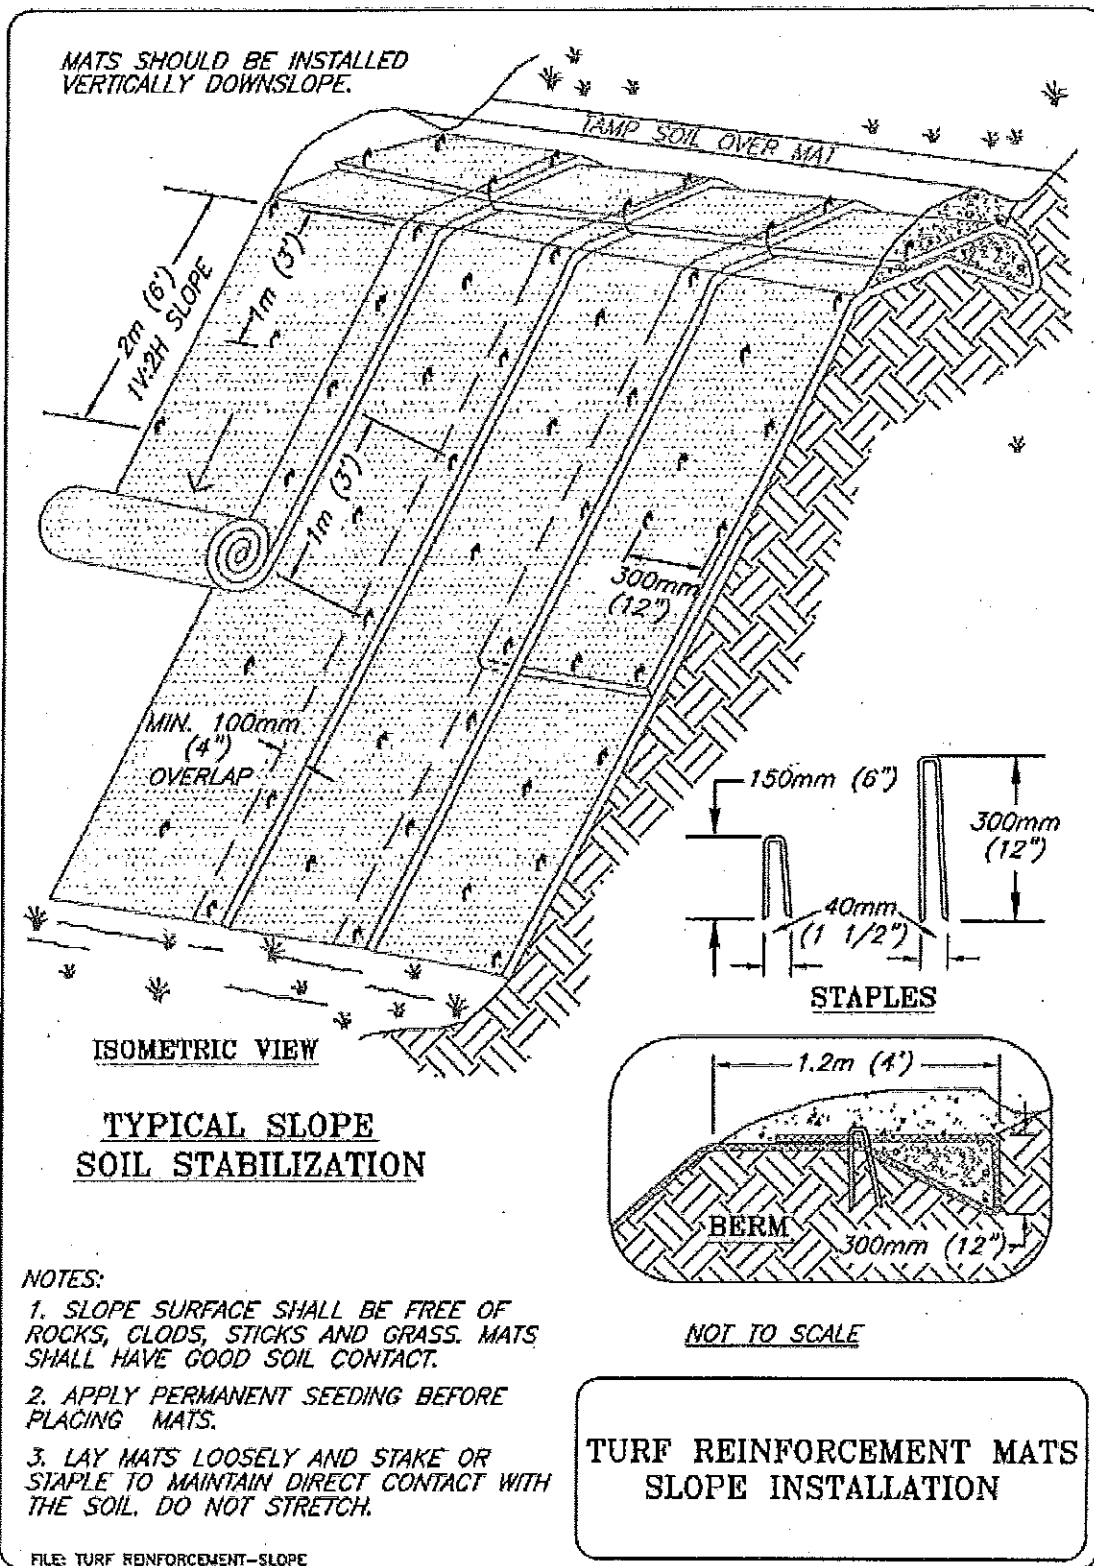 MATS SHOULD BE INSTALLED
VERTICALLY DOWNSLOPE.
TAMP SOIL OVER MAT
2m (6')
1V:2H SLOPE
1m (3')
1m (3')
300mm
(12")
MIN. 100mm
(4")
OVERLAP
150mm (6")
300mm
(12")
40mm
(1 1/2")
STAPLES
ISOMETRIC VIEW
TYPICAL SLOPE
SOIL STABILIZATION
1.2m (4')
BERM
300mm (12")
NOT TO SCALE
NOTES:
1. SLOPE SURFACE SHALL BE FREE OF
ROCKS, CLODS, STICKS AND GRASS. MATS
SHALL HAVE GOOD SOIL CONTACT.
2. APPLY PERMANENT SEEDING BEFORE
PLACING MATS.
3. LAY MATS LOOSELY AND STAKE OR
STAPLE TO MAINTAIN DIRECT CONTACT WITH
THE SOIL. DO NOT STRETCH.
TURF REINFORCEMENT MATS
SLOPE INSTALLATION
FILE: TURF REINFORCEMENT-SLOPE